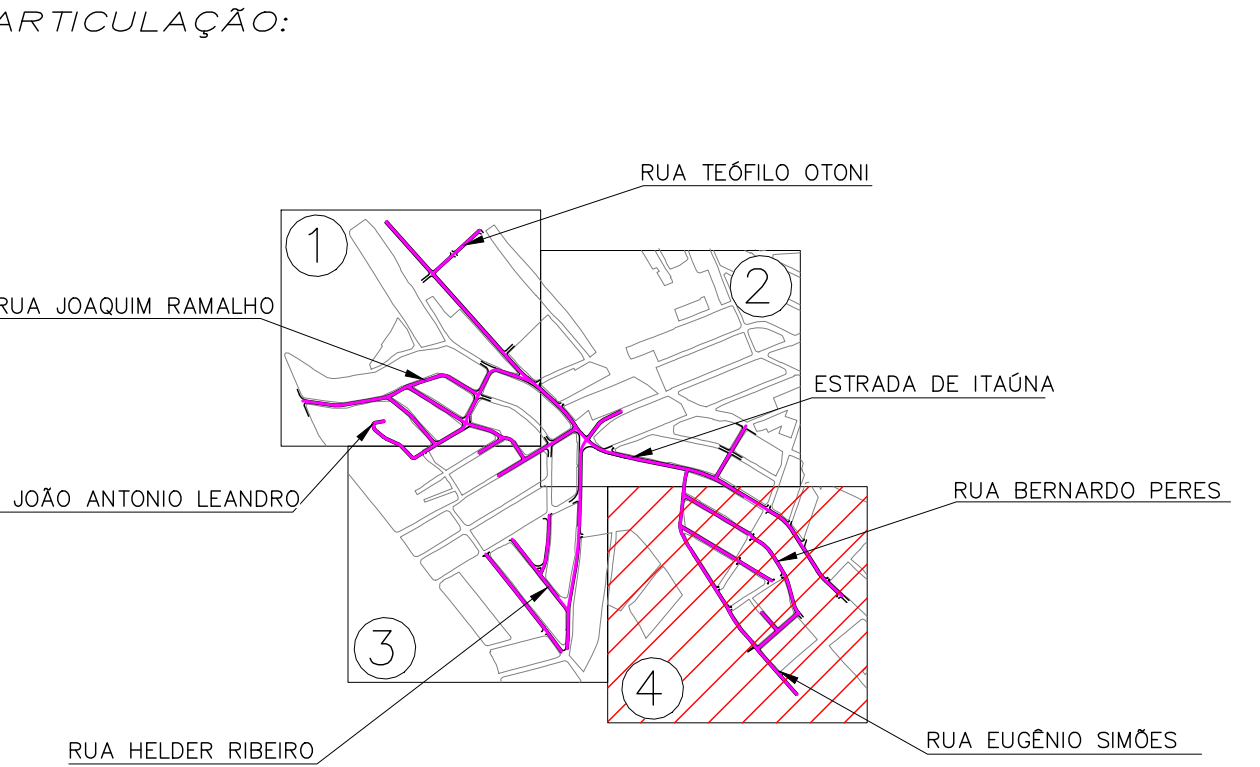 ARTICULAÇÃO:
RUA TEÓFILO OTONI
1
2
RUA JOAQUIM RAMALHO
ESTRADA DE ITAÚNA
JOÃO ANTONIO LEANDRO
RUA BERNARDO PERES
3
4
RUA HELDER RIBEIRO
RUA EUGÊNIO SIMÕES